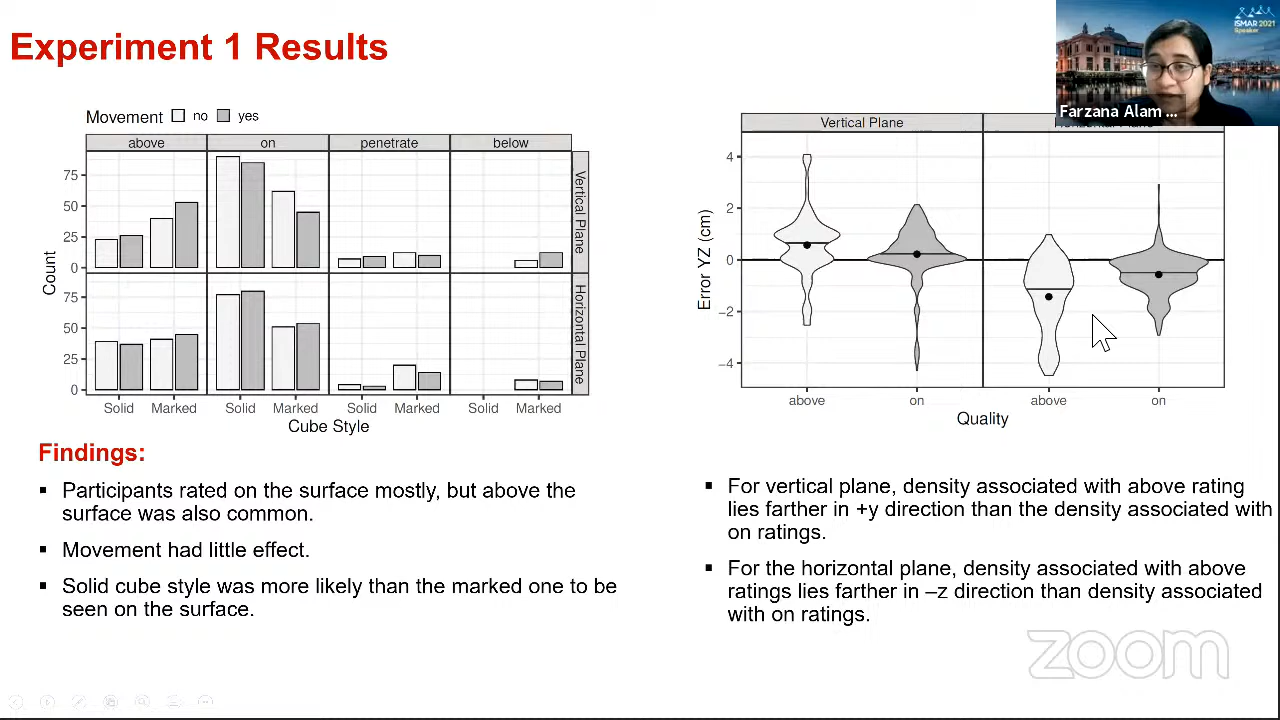 Experiment 1 Results
ISMAR 2021
Speaker
Farzana Alam ...
Movement no yes
above on penetrate below
Vertical Plane
Horizontal Plane
75
50
25
0
75
50
25
0
Count
Solid Marked Solid Marked Solid Marked Solid Marked
Cube Style
Vertical Plane
4
2
0
−2
−4
Error YZ (cm)
above on above on
Quality
Findings:
▪ Participants rated on the surface mostly, but above the
surface was also common.
▪ Movement had little effect.
▪ Solid cube style was more likely than the marked one to be
seen on the surface.
▪ For vertical plane, density associated with above rating
lies farther in +y direction than the density associated with
on ratings.
▪ For the horizontal plane, density associated with above
ratings lies farther in –z direction than density associated
with on ratings.
zoom